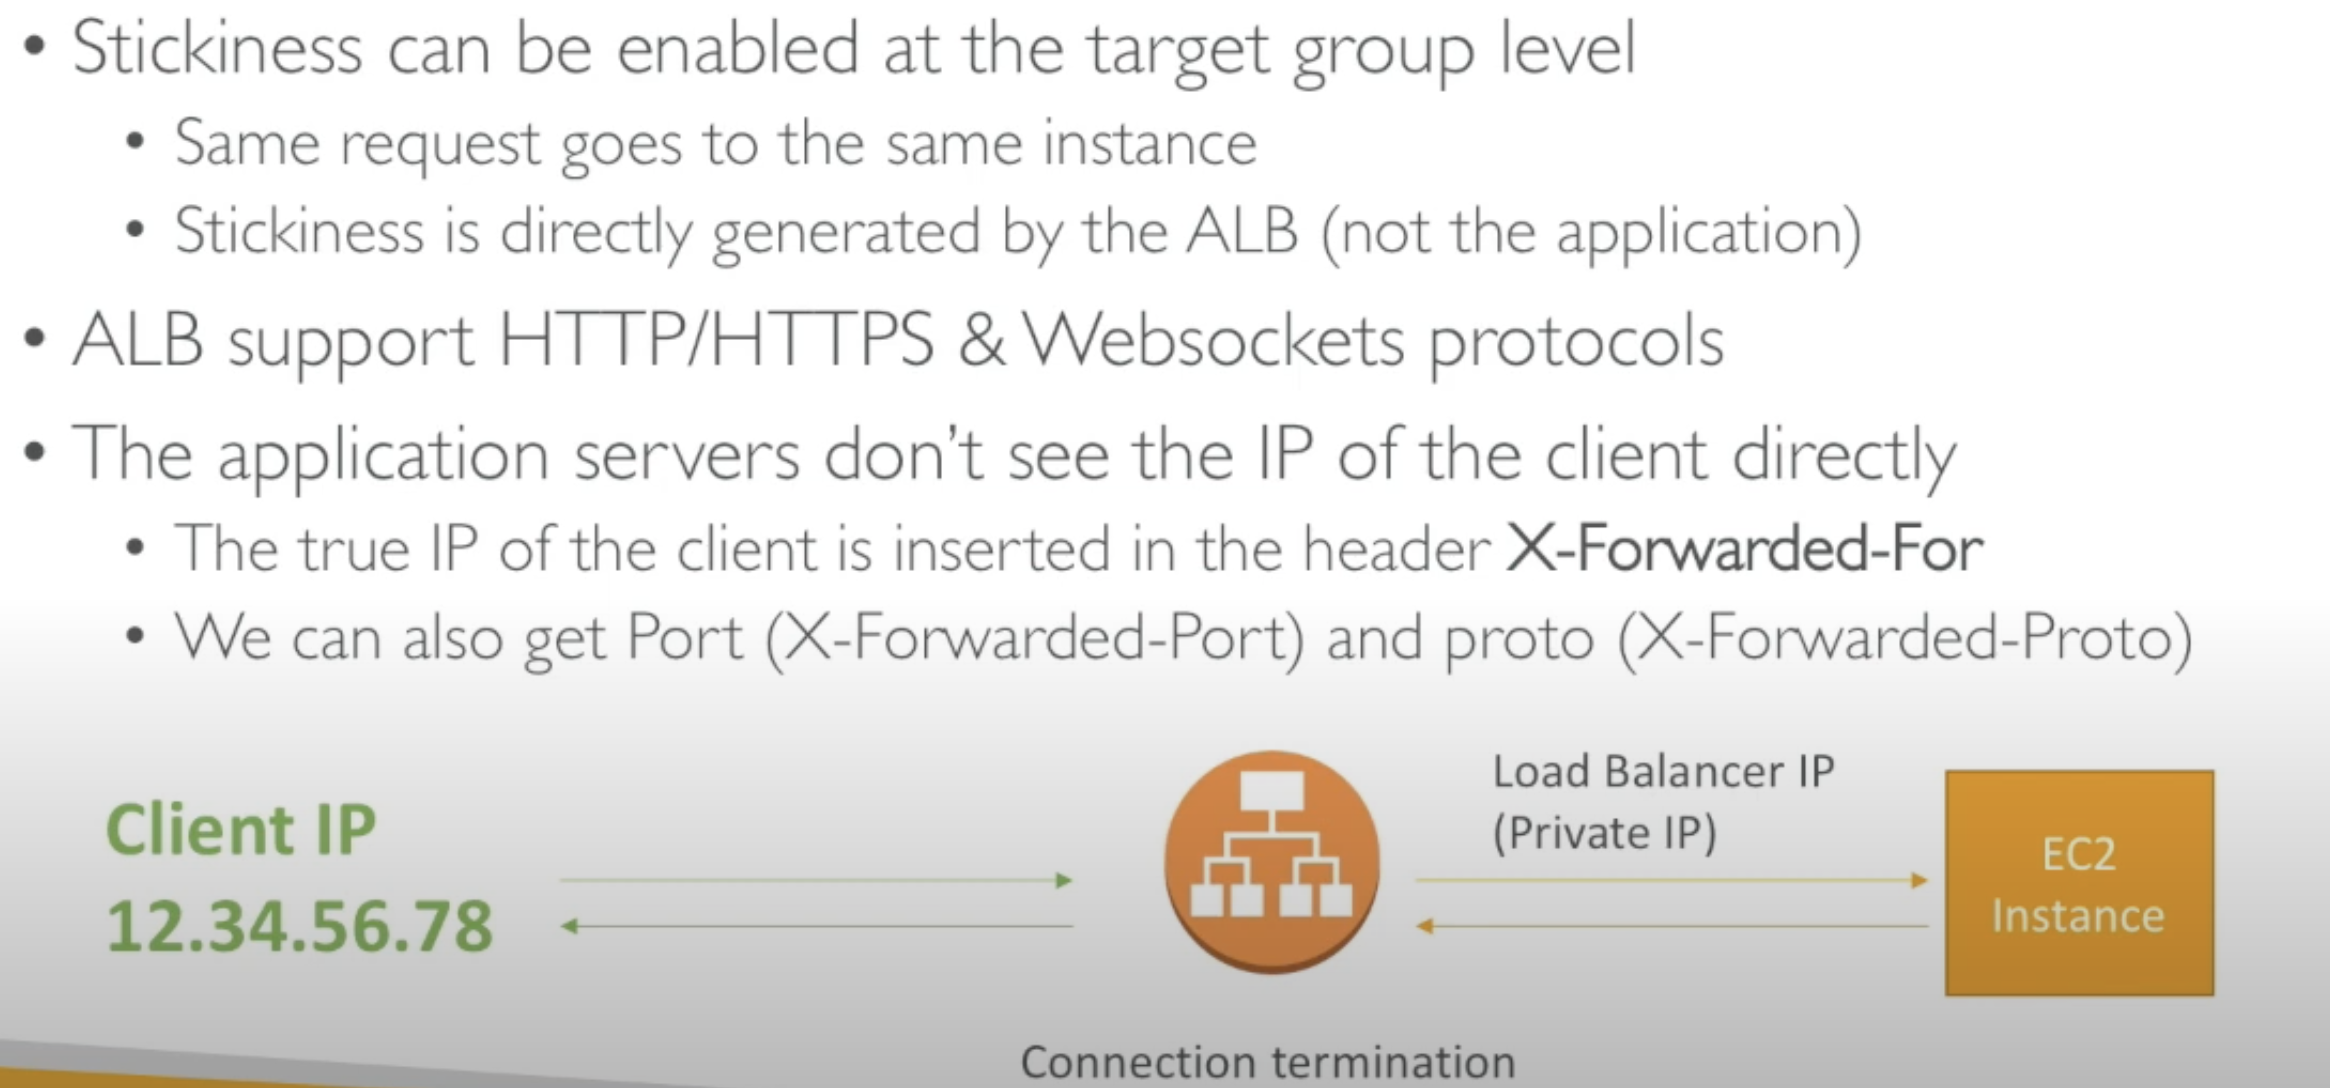 • Stickiness can be enabled at the target group level
• Same request goes to the same instance
• Stickiness is directly generated by the ALB (not the application)
• ALB support HTTP/HTTPS & Websockets protocols
• The application servers don't see the IP of the client directly
• The true IP of the client is inserted in the header X-Forwarded-For
• We can also get Port (X-Forwarded-Port) and proto (X-Forwarded-Proto)
Client IP
12.34.56.78
Load Balancer IP
(Private IP)
EC2
Instance
Connection termination